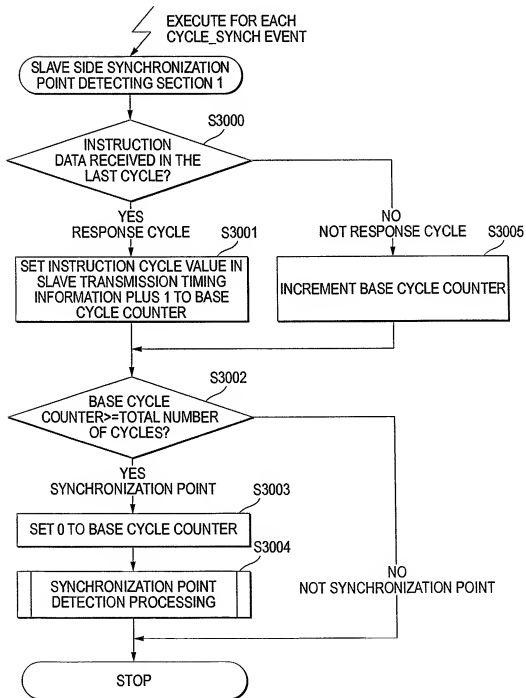 EXECUTE FOR EACH
CYCLE_SYNCH EVENT
SLAVE SIDE SYNCHRONIZATION
POINT DETECTING SECTION 1
S3000
INSTRUCTION
DATA RECEIVED IN THE
LAST CYCLE?
YES
RESPONSE CYCLE
S3001
NO
NOT RESPONSE CYCLE
S3005
SET INSTRUCTION CYCLE VALUE IN
SLAVE TRANSMISSION TIMING
INFORMATION PLUS 1 TO BASE
CYCLE COUNTER
INCREMENT BASE CYCLE COUNTER
S3002
BASE CYCLE
COUNTER>=TOTAL NUMBER
OF CYCLES?
YES
SYNCHRONIZATION POINT
S3003
SET 0 TO BASE CYCLE COUNTER
S3004
SYNCHRONIZATION POINT
DETECTION PROCESSING
NO
NOT SYNCHRONIZATION POINT
STOP